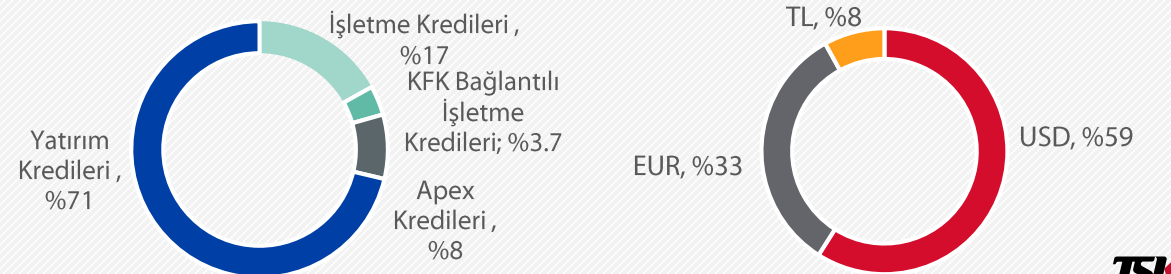 İşletme Kredileri ,
%17
KFK Bağlantılı
İşletme
Kredileri; %3.7
Yatırım
Kredileri ,
%71
Apex
Kredileri ,
%8
TL, %8
EUR, %33
USD, %59